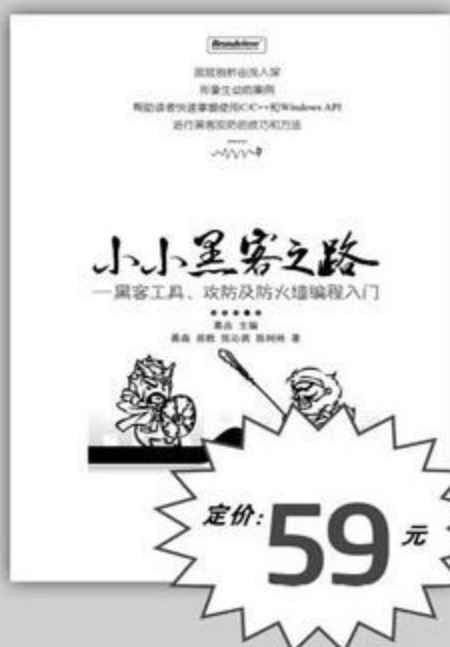 Broadview
层层剖析由浅入深
形象生动的案例
帮助读者快速掌握使用C/C++和Windows API
进行黑客攻防的技巧和方法
小小黑客之路
—黑客工具、攻防及防火墙编程入门
主编
著
定价：59元